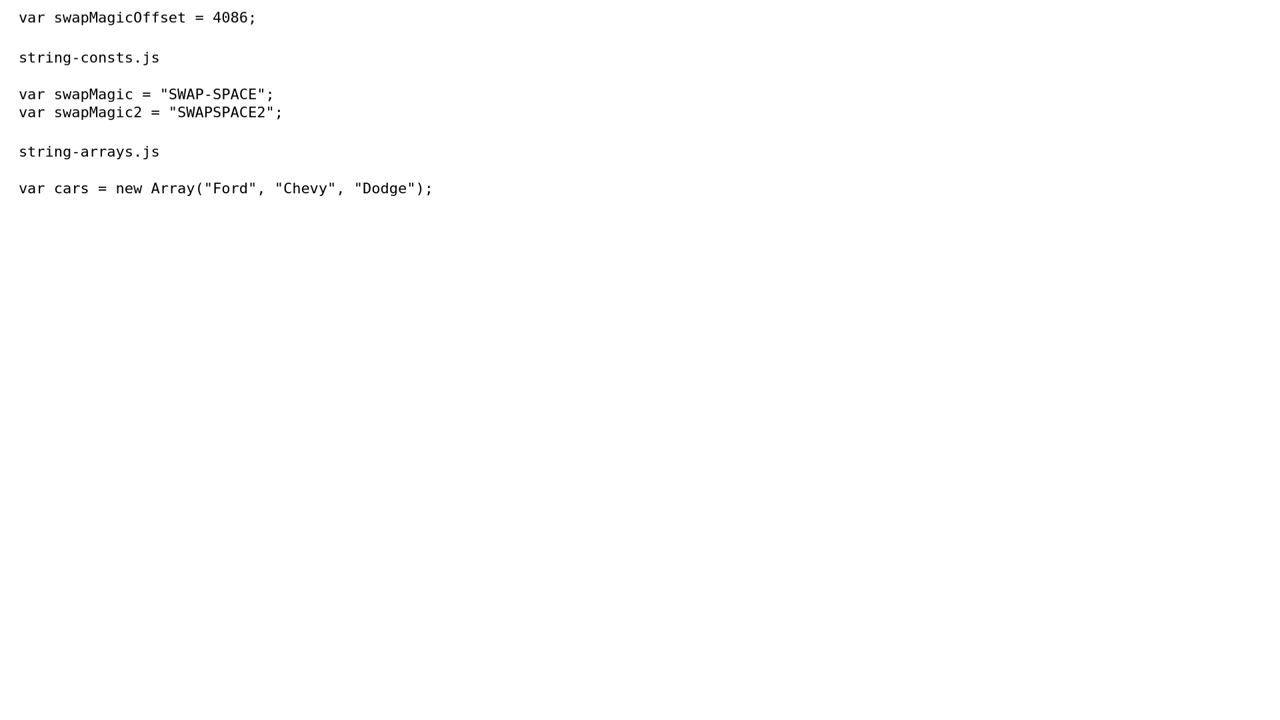 var swapMagicOffset = 4086;
string-consts.js
var swapMagic = "SWAP-SPACE";
var swapMagic2 = "SWAPSPACE2";
string-arrays.js
var cars = new Array("Ford", "Chevy", "Dodge");